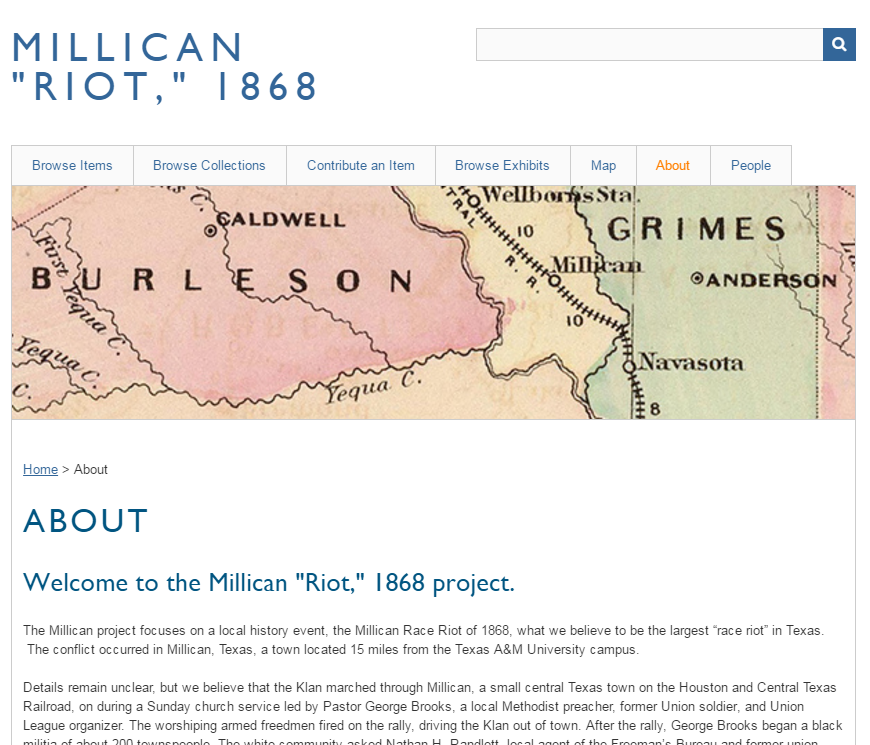 MILLICAN
"RIOT," 1868
Browse Items
Browse Collections
Contribute an Item
Browse Exhibits
Map
About
People
Wellborns Sta.
CALDWELL
TRAL
10
GRIMES
BURLESON
R. R.
Millican
ANDERSON
First Yequa C.
10
Yequa C.
Navasota
C.
Yequa C.
8
Home > About
ABOUT
Welcome to the Millican "Riot," 1868 project.
The Millican project focuses on a local history event, the Millican Race Riot of 1868, what we believe to be the largest “race riot” in Texas.
The conflict occurred in Millican, Texas, a town located 15 miles from the Texas A&M University campus.
Details remain unclear, but we believe that the Klan marched through Millican, a small central Texas town on the Houston and Central Texas
Railroad, on during a Sunday church service led by Pastor George Brooks, a local Methodist preacher, former Union soldier, and Union
League organizer. The worshiping armed freedmen fired on the rally, driving the Klan out of town. After the rally, George Brooks began a black
militia of about 200 townspeople. The white community asked Nathan H. Randlett, local agent of the Freeman’s Bureau and former union